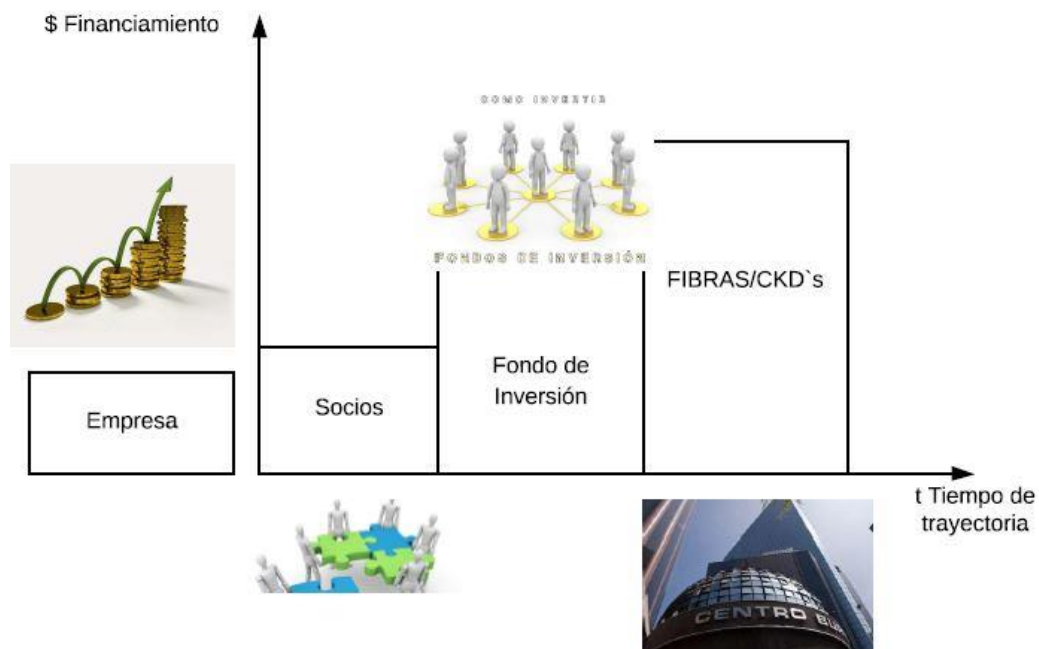 $ Financiamiento
COMO INVERTIR
FONDOS DE INVERSIÓN
FIBRAS/CKD`s
Fondo de
Inversión
Socios
Empresa
t Tiempo de
trayectoria
CENTRO